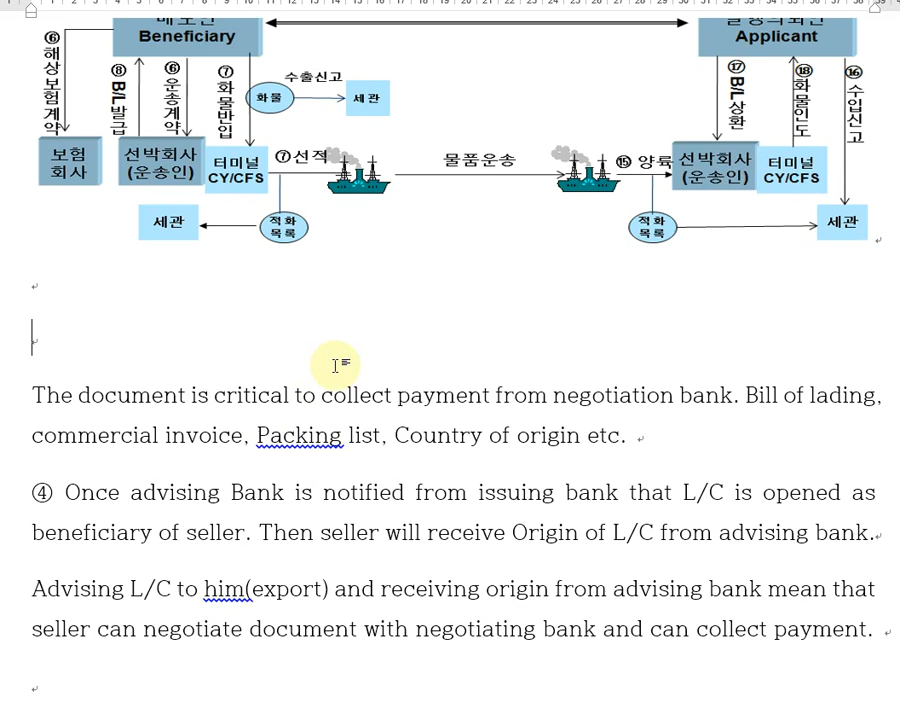 Beneficiary
Applicant
⑥해상보험계약
⑧B/L발급
⑥운송계약
⑦화물반입
화물
수출신고
세관
⑰B/L상환
⑱화물인도
⑯수입신고
보험
회사
선박회사
(운송인)
터미널
CY/CFS
⑦선적
물품운송
⑮ 양륙
선박회사
(운송인)
터미널
CY/CFS
세관
적화
목록
적화
목록
세관
The document is critical to collect payment from negotiation bank. Bill of lading,
commercial invoice, Packing list, Country of origin etc.
④ Once advising Bank is notified from issuing bank that L/C is opened as
beneficiary of seller. Then seller will receive Origin of L/C from advising bank.
Advising L/C to him(export) and receiving origin from advising bank mean that
seller can negotiate document with negotiating bank and can collect payment.